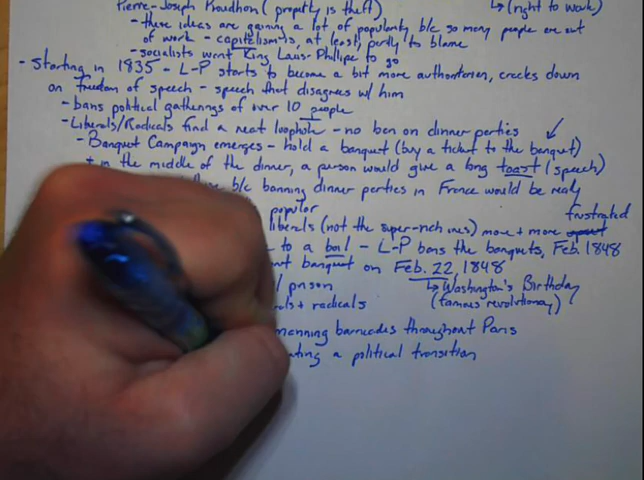 Pierre-Joseph Proudhon (property is theft)
↳ (right to work)
- these ideas are gaining a lot of popularity b/c so many people are out
of work - capitalism is, at least, partly to blame
- socialists want King Louis-Phillipe to go
- Starting in 1835 - L-P starts to become a bit more authoritarian, cracks down
on freedom of speech - speech that disagrees w/ him
- bans political gatherings of over 10 people
- Liberals/Radicals find a neat loophole - no ban on dinner parties
- Banquet Campaign emerges - hold a banquet (buy a ticket to the banquet)
+ in the middle of the dinner, a person would give a long toast (speech)
b/c banning dinner parties in France would be really
popular
liberals (not the super-rich ones) more + more frustrated
to a boil - L-P bans the banquets, Feb. 1848
banquet on Feb. 22, 1848
prison
↳ Washington's Birthday
(famous revolutionary)
+ radicals
manning barricades throughout Paris
a political transition